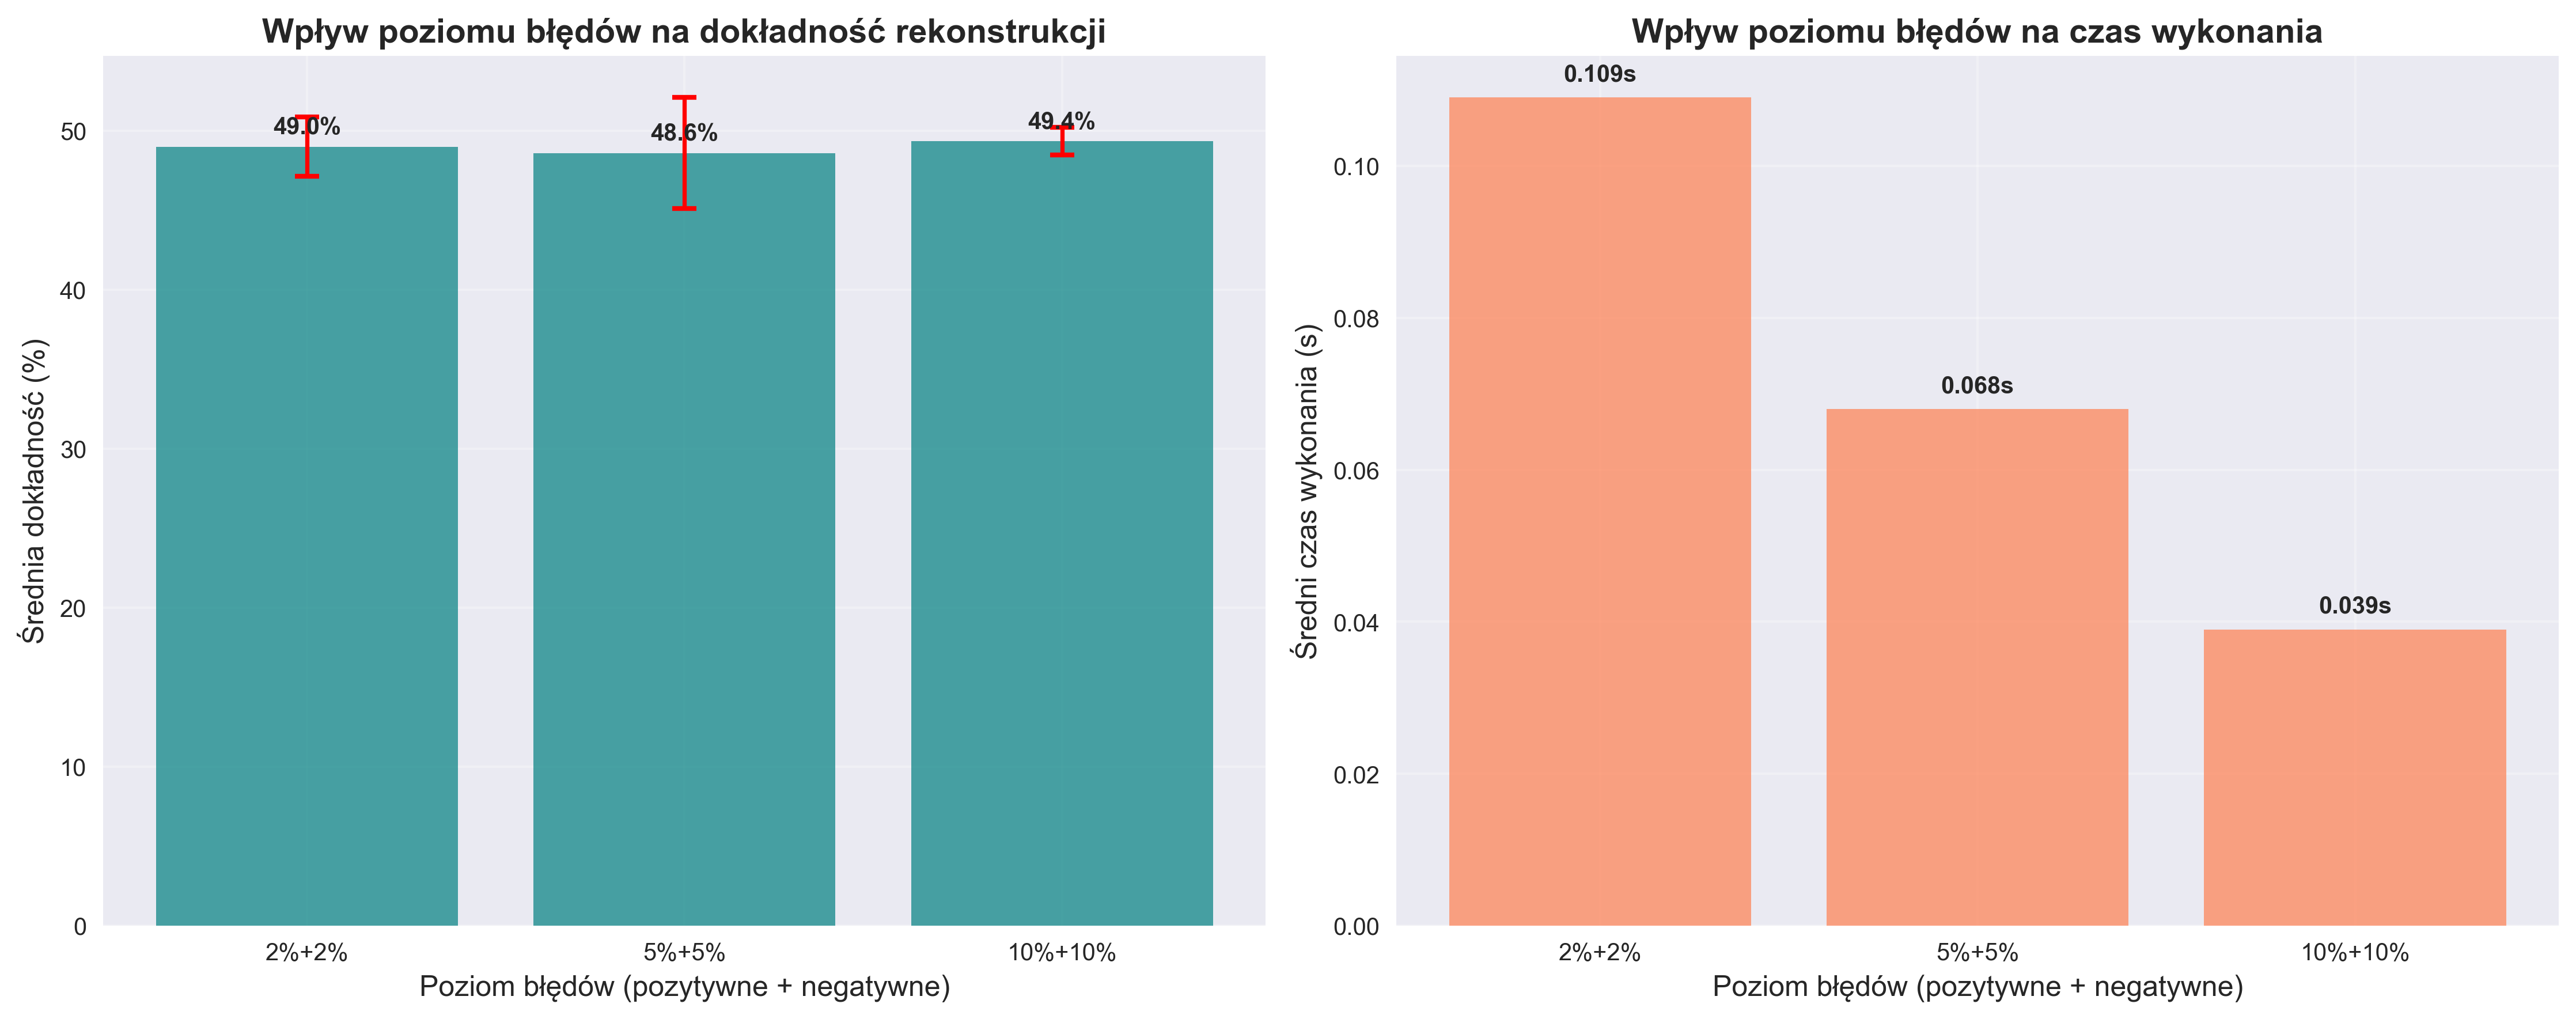 Wpływ poziomu błędów na dokładność rekonstrukcji
49.0%
48.6%
49.4%
50
40
30
20
10
0
Średnia dokładność (%)
2%+2%
5%+5%
10%+10%
Poziom błędów (pozytywne + negatywne)
Wpływ poziomu błędów na czas wykonania
0.109s
0.068s
0.039s
0.10
0.08
0.06
0.04
0.02
0.00
Średni czas wykonania (s)
2%+2%
5%+5%
10%+10%
Poziom błędów (pozytywne + negatywne)